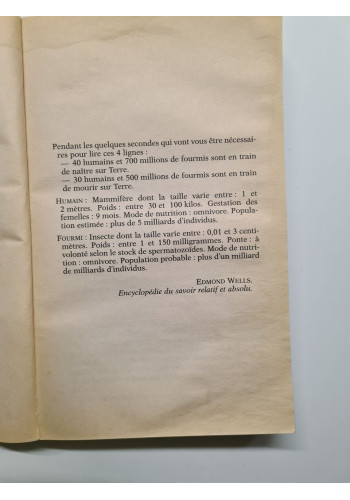 Pendant les quelques secondes qui vont vous être nécessai-
res pour lire ces 4 lignes :
— 40 humains et 700 millions de fourmis sont en train
de naître sur Terre.
— 30 humains et 500 millions de fourmis sont en train
de mourir sur Terre.
HUMAIN : Mammifère dont la taille varie entre : 1 et
2 mètres. Poids : entre 30 et 100 kilos. Gestation des
femelles : 9 mois. Mode de nutrition : omnivore. Popula-
tion estimée : plus de 5 milliards d'individus.
FOURMI : Insecte dont la taille varie entre : 0,01 et 3 centi-
mètres. Poids : entre 1 et 150 milligrammes. Ponte : à
volonté selon le stock de spermatozoïdes. Mode de nutri-
tion : omnivore. Population probable : plus d'un milliard
de milliards d'individus.
EDMOND WELLS,
Encyclopédie du savoir relatif et absolu.